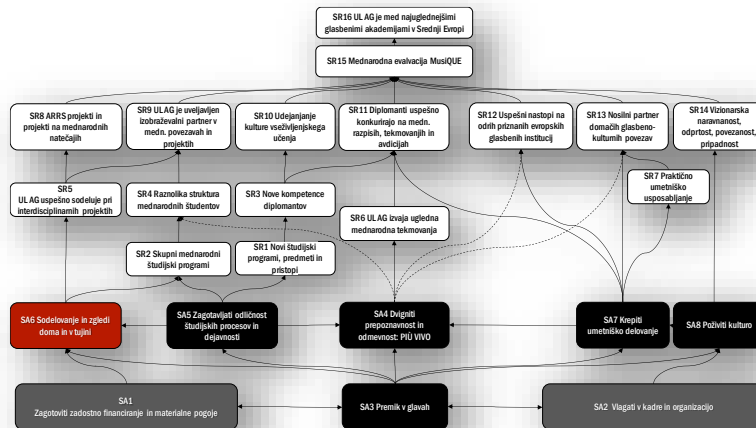 SR16 UL AG je med najuglednejšimi
glasbenimi akademijami v Srednji Evropi
SR15 Mednarodna evalvacija MusiQUE
SR8 ARRS projekti in
projekti na mednarodnih
natečajih
SR9 UL AG je uveljavljen
izobraževalni partner v
medn. povezavah in
projektih
SR10 Udejanjanje
kulture vseživljenjskega
učenja
SR11 Diplomanti uspešno
konkurirajo na medn.
razpisih, tekmovanjih in
avdicijah
SR12 Uspešni nastopi na
odrih priznanih evropskih
glasbenih institucij
SR13 Nosilni partner
domačih glasbeno-
kulturnih povezav
SR14 Vizionarska
naravnanost,
odprtost, povezanost,
pripadnost
SR5
UL AG uspešno sodeluje pri
interdisciplinarnih projektih
SR4 Raznolika struktura
mednarodnih študentov
SR3 Nove kompetence
diplomantov
SR7 Praktično
umetniško
usposabljanje
SR6 UL AG izvaja ugledna
mednarodna tekmovanja
SR2 Skupni mednarodni
študijski programi
SR1 Novi študijski
programi, predmeti in
pristopi
SA6 Sodelovanje in zgledi
doma in v tujini
SA5 Zagotavljati odličnost
študijskih procesov in
dejavnosti
SA4 Dvigniti
prepoznavnost in
odmevnost: PIÙ VIVO
SA7 Krepiti
umetniško delovanje
SA8 Poživiti kulturo
SA1
Zagotoviti zadostno financiranje in materialne pogoje
SA3 Premik v glavah
SA2 Vlagati v kadre in organizacijo